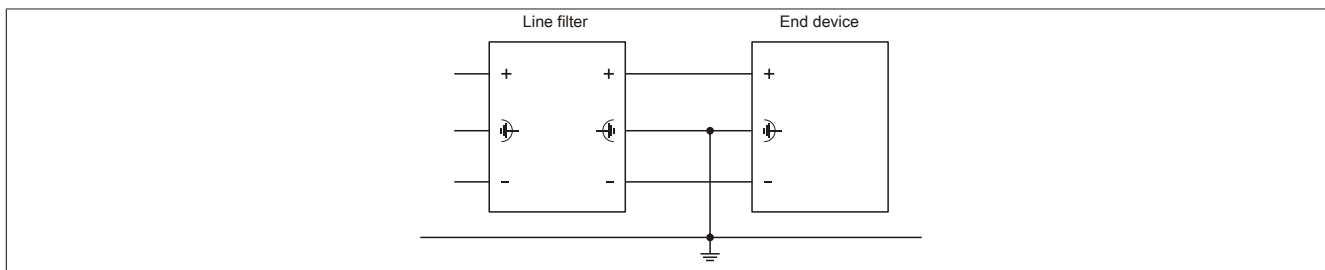 Line filter End device
+ + +
- - -